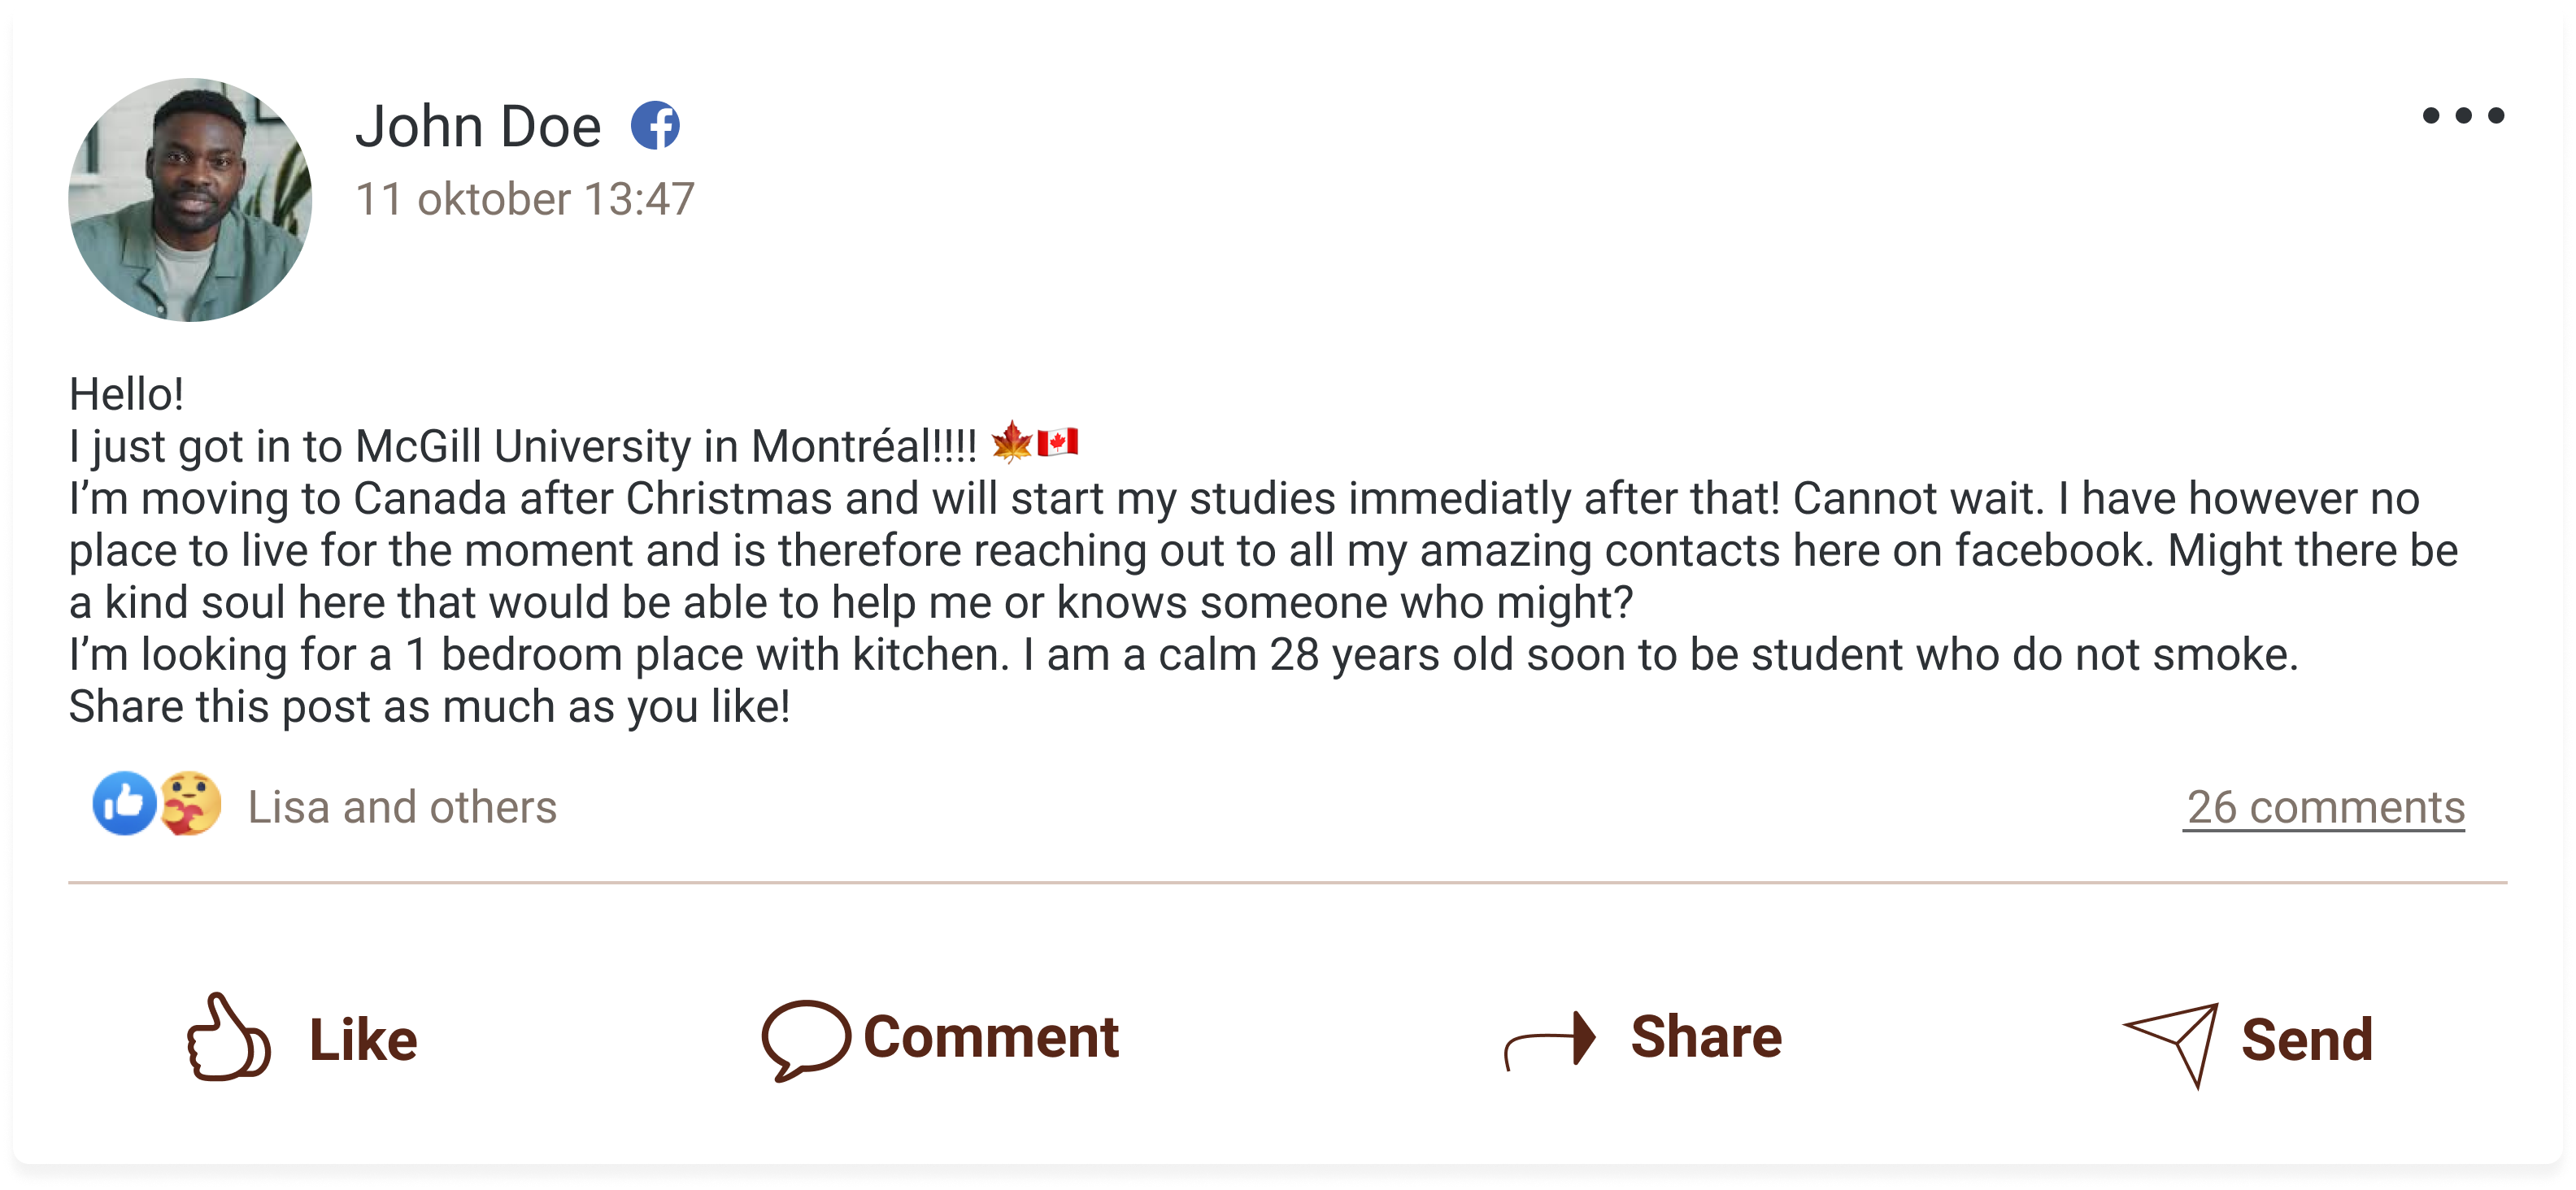 John Doe
11 oktober 13:47
Hello!
I just got in to McGill University in Montréal!!!! 🍁🇨🇦
I’m moving to Canada after Christmas and will start my studies immediatly after that! Cannot wait. I have however no
place to live for the moment and is therefore reaching out to all my amazing contacts here on facebook. Might there be
a kind soul here that would be able to help me or knows someone who might?
I’m looking for a 1 bedroom place with kitchen. I am a calm 28 years old soon to be student who do not smoke.
Share this post as much as you like!
Lisa and others
26 comments
Like
Comment
Share
Send